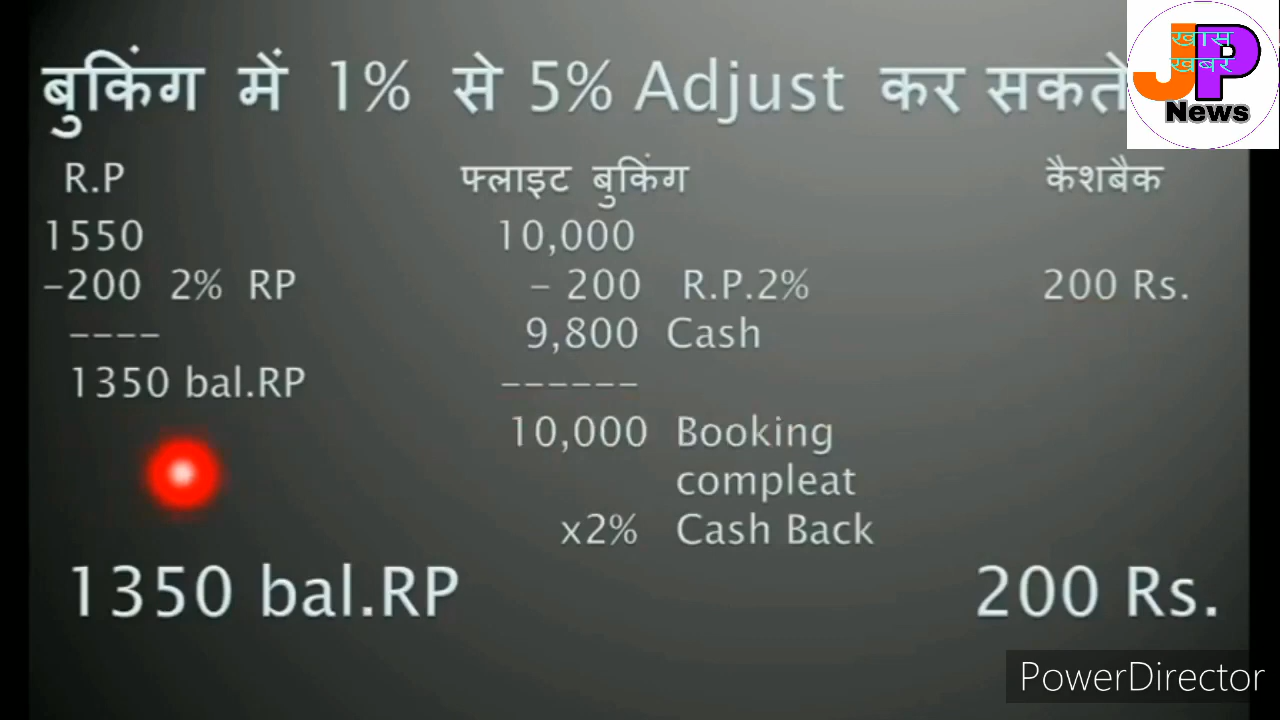 बुकिंग में 1% से 5% Adjust कर सकते
खास
खबर
JP
News
R.P फ्लाइट बुकिंग कैशबैक
1550 10,000
-200 2% RP - 200 R.P.2% 200 Rs.
---- 9,800 Cash
1350 bal.RP ------
10,000 Booking
compleat
x2% Cash Back
1350 bal.RP 200 Rs.
PowerDirector